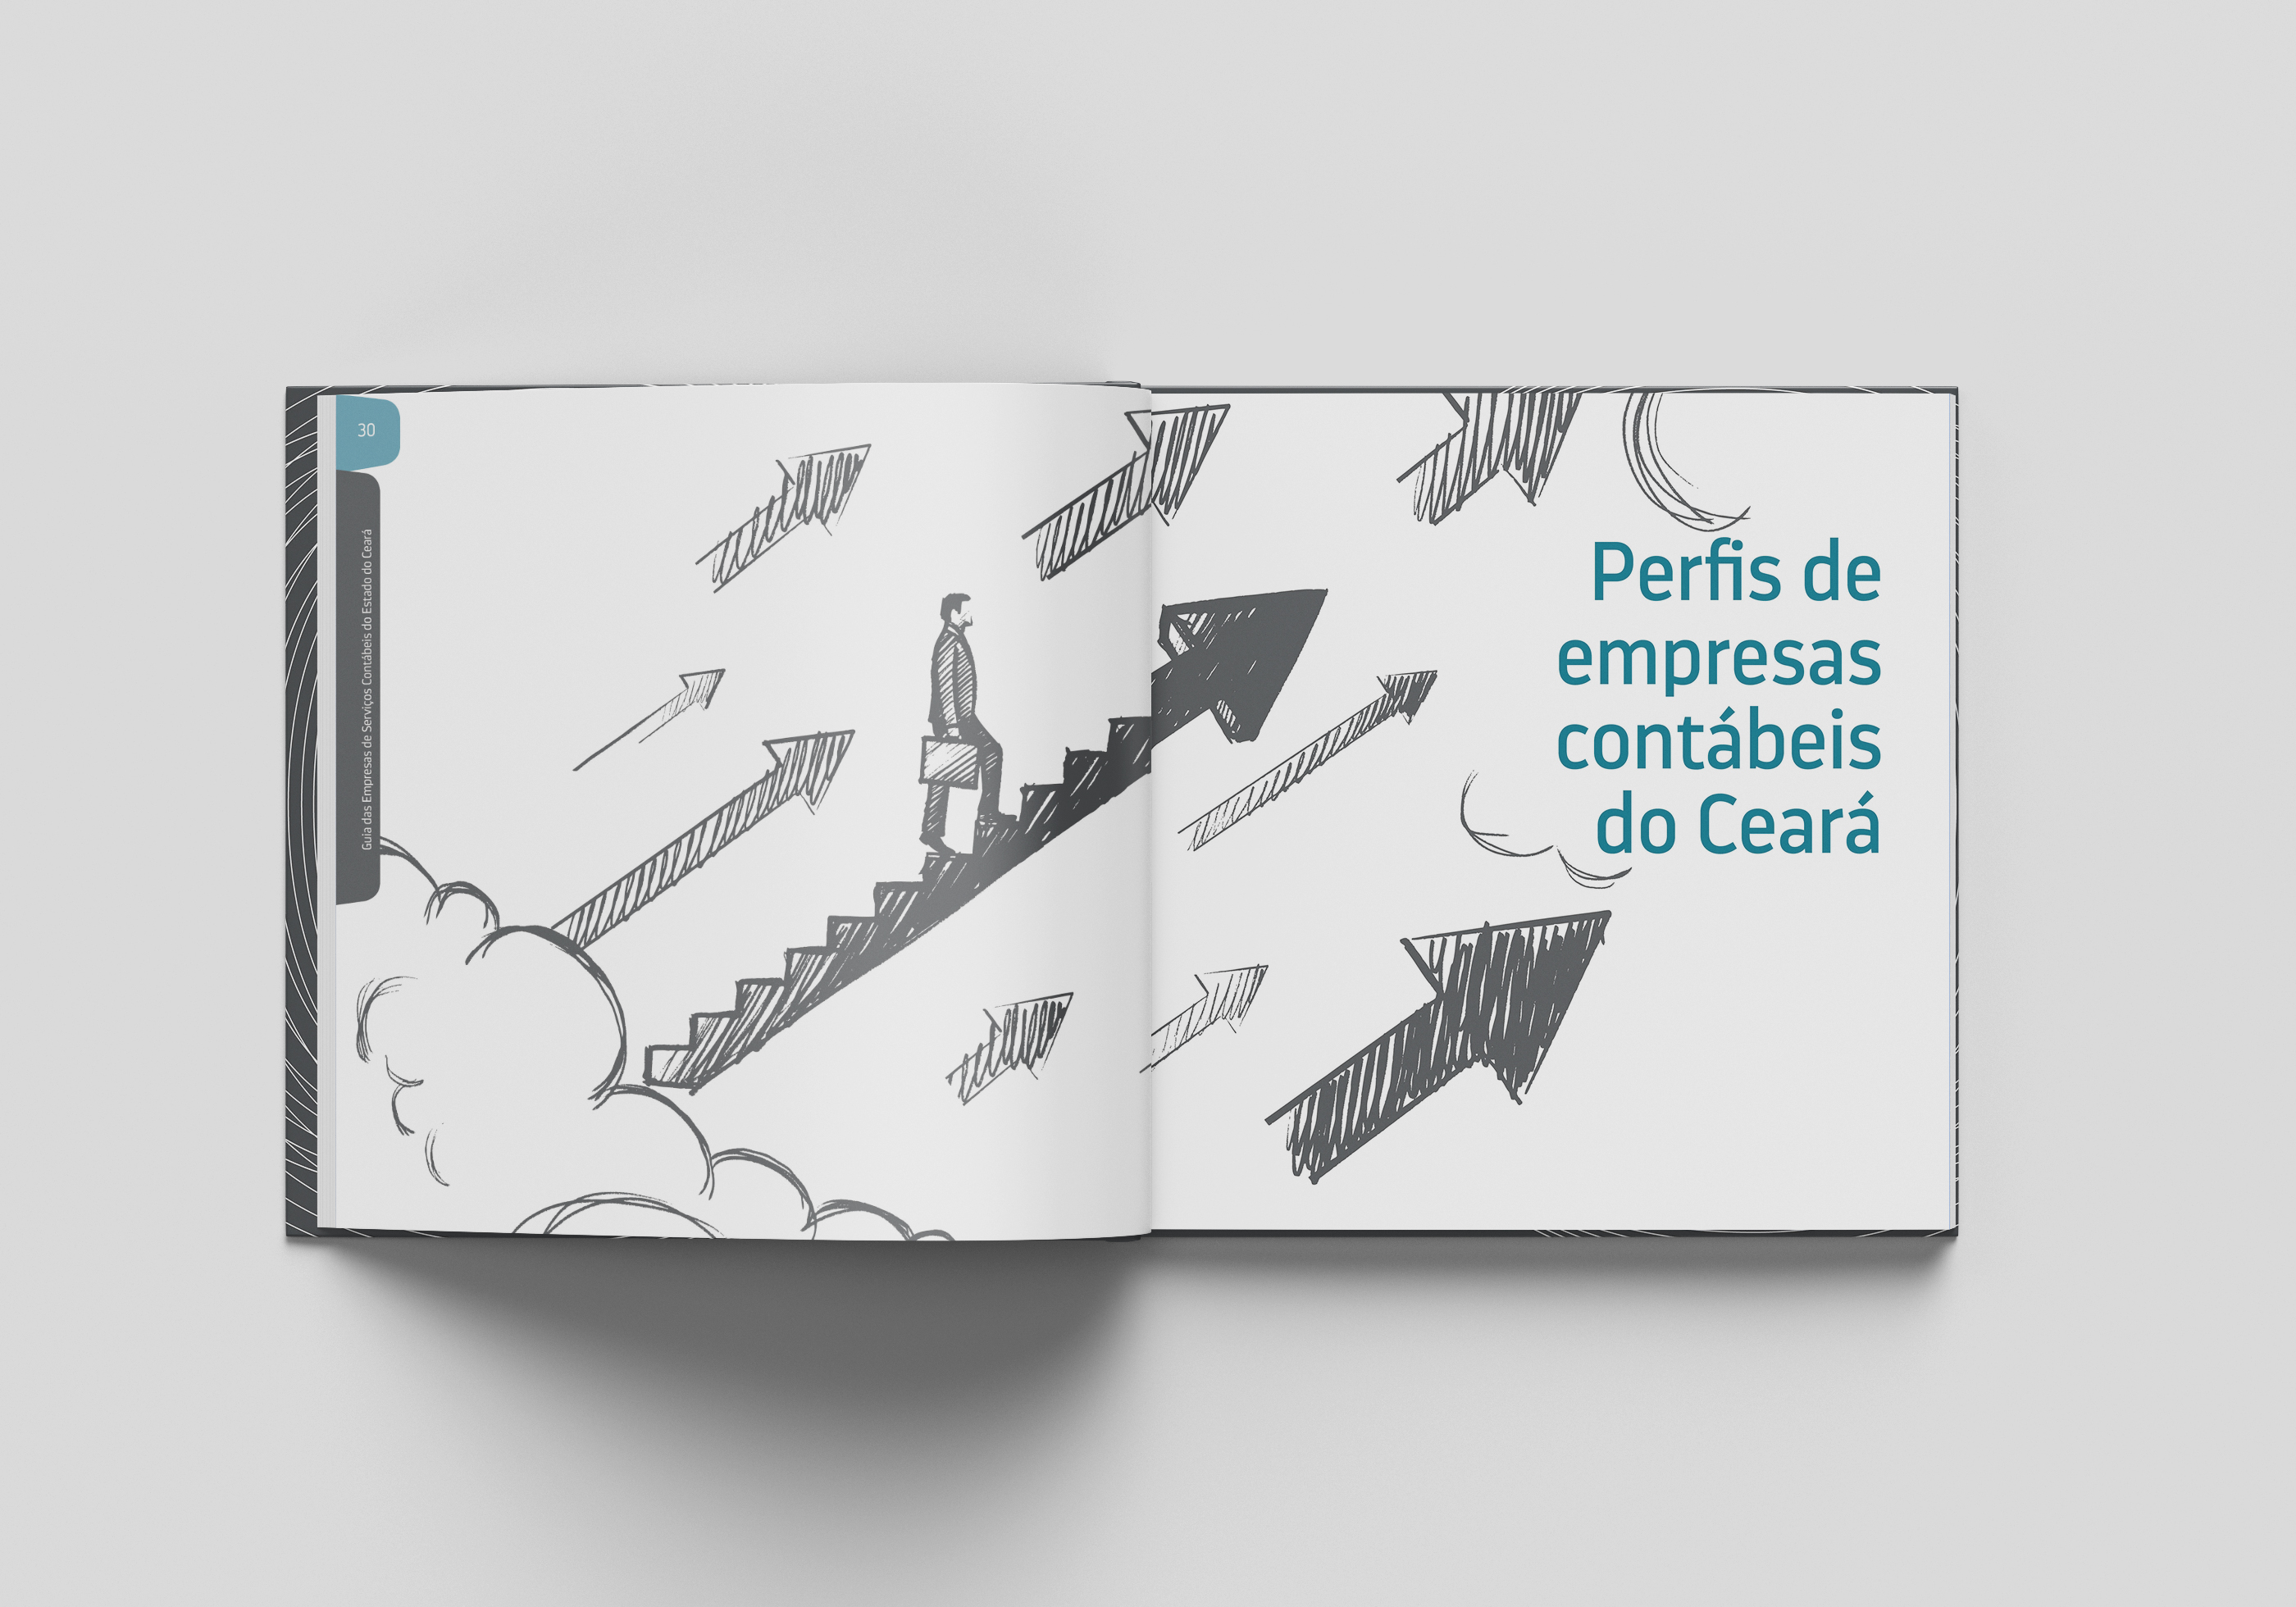 30
Guia das Empresas de Serviços Contábeis do Estado do Ceará
Perfis de
empresas
contábeis
do Ceará